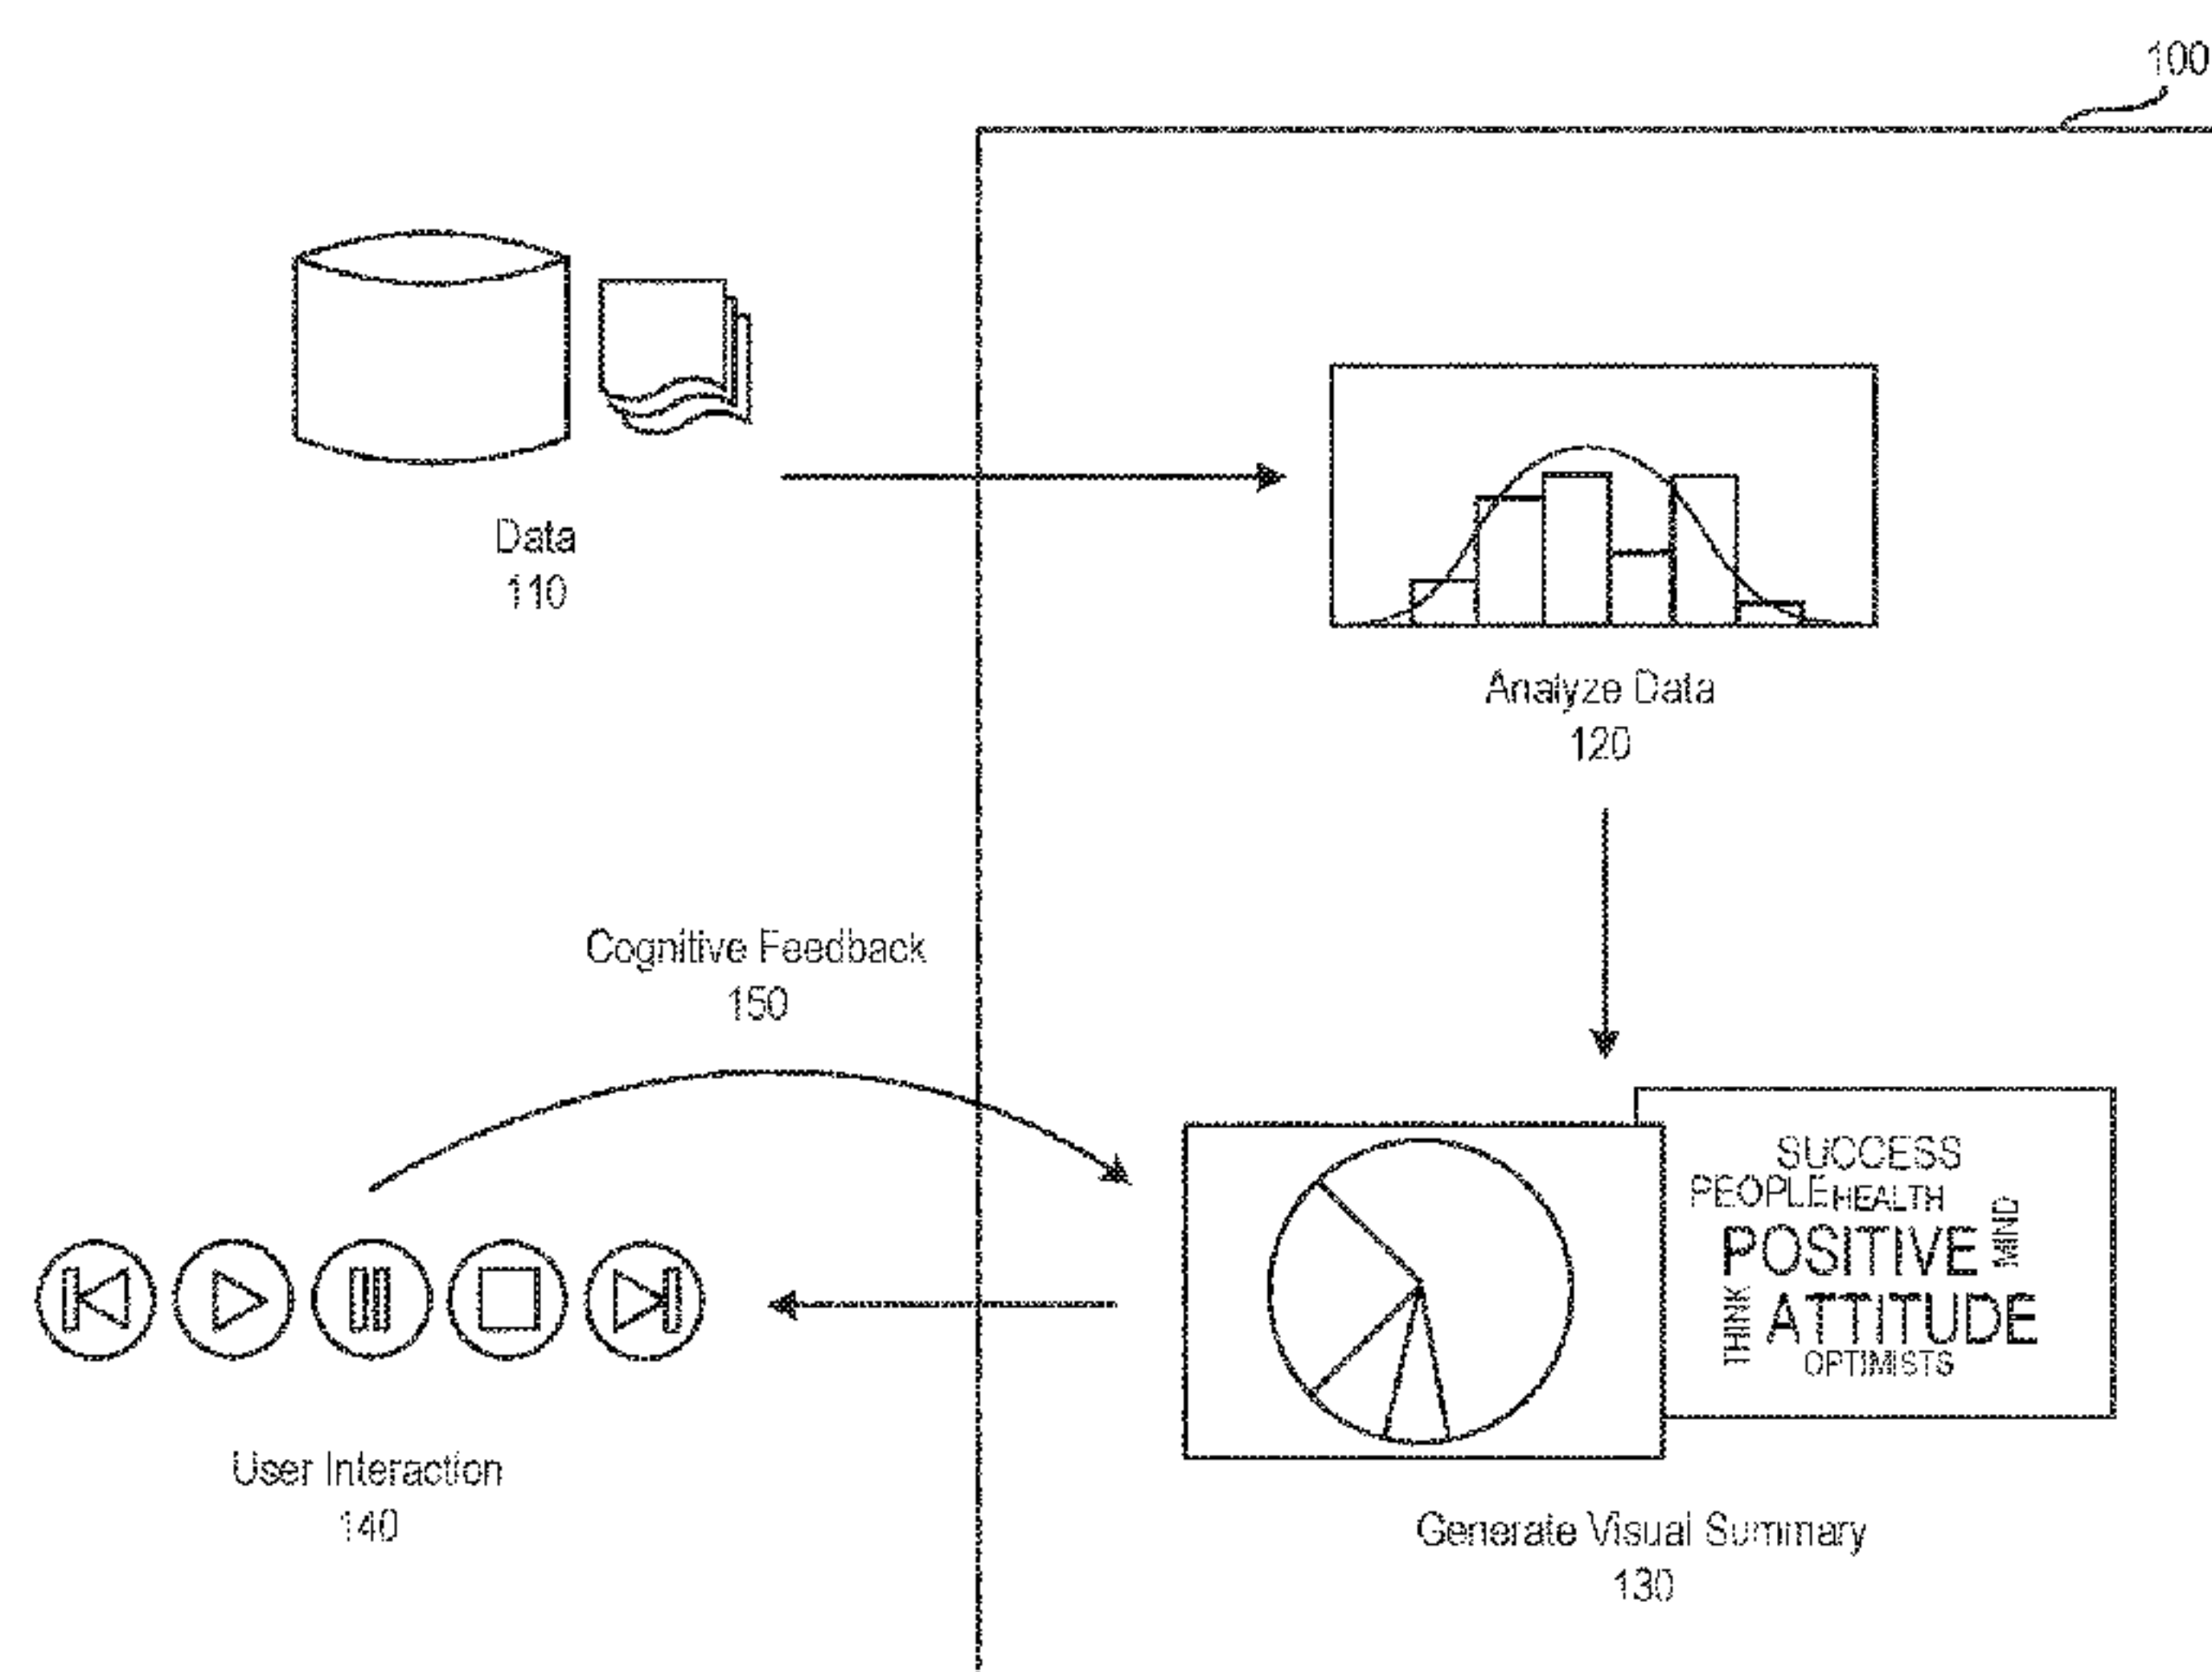 100
Data
110
Analyze Data
120
Cognitive Feedback
150
SUCCESS
PEOPLE HEALTH
POSITIVE
MIND
THINK
ATTITUDE
OPTIMISTS
User Interaction
140
Generate Visual Summary
130